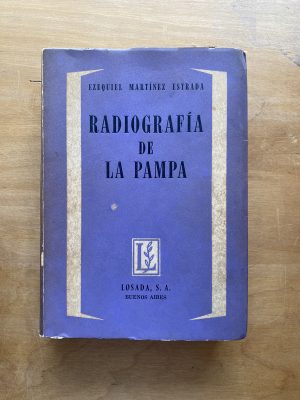 EZEQUIEL MARTÍNEZ ESTRADA
RADIOGRAFÍA
DE
LA PAMPA
L
LOSADA, S. A.
BUENOS AIRES